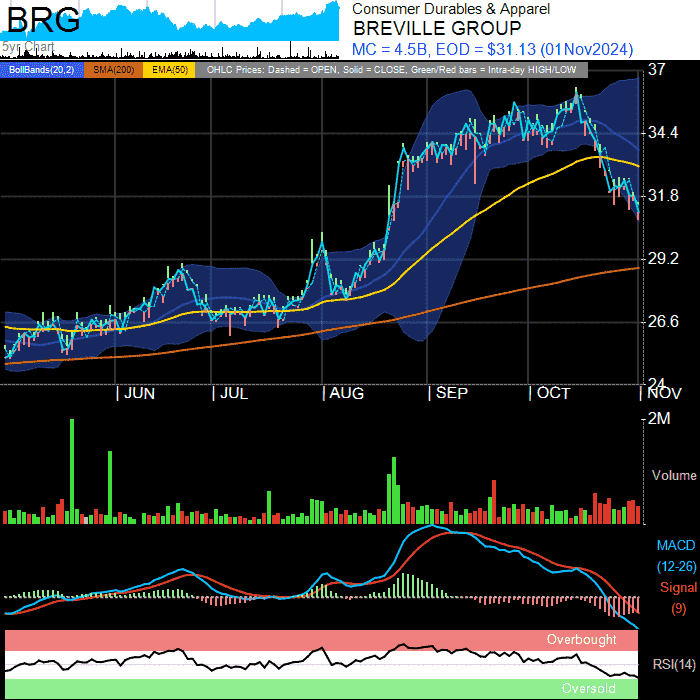 BRG
5yr Chart
Consumer Durables & Apparel
BREVILLE GROUP
MC = 4.5B, EOD = $31.13 (01Nov2024)
BollBands(20,2) SMA(200) EMA(50) OHLC Prices: Dashed = OPEN, Solid = CLOSE, Green/Red bars = Intra-day HIGH/LOW
37
34.4
31.8
29.2
26.6
24
JUN JUL AUG SEP OCT NOV
2M
Volume
MACD
(12-26)
Signal
(9)
Overbought
RSI(14)
Oversold